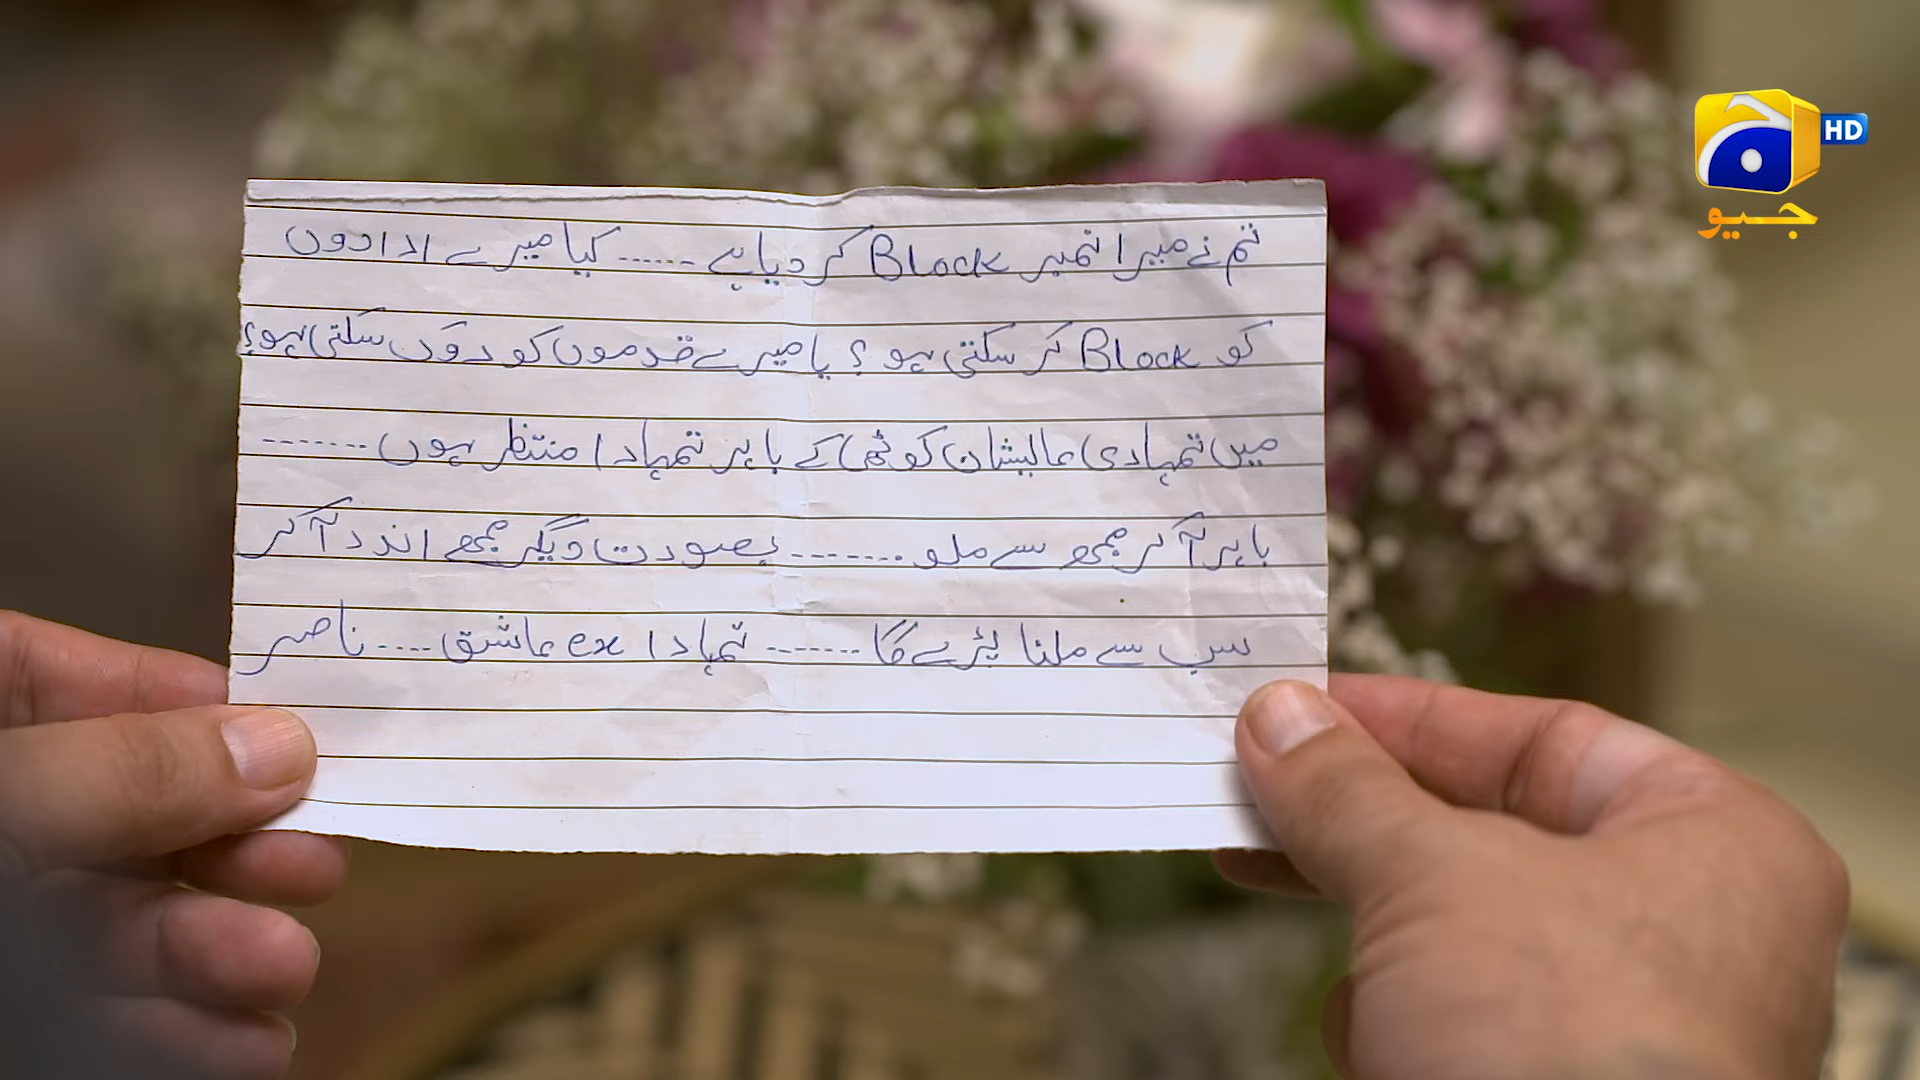 تم نے میرا نمبر Block کر دیا ہے ...... کیا میرے ارادوں
کو Block کر سکتی ہو ؟ یا میرے قدموں کو روک سکتی ہو؟
میں تمہاری عالیشان کوٹھی کے باہر تمہارا منتظر ہوں .......
باہر آ کر مجھ سے ملو ....... بصورت دیگر مجھے اندر آ کر
سب سے ملنا پڑے گا ....... تمہارا ex عاشق .... ناصر
HD
جیو